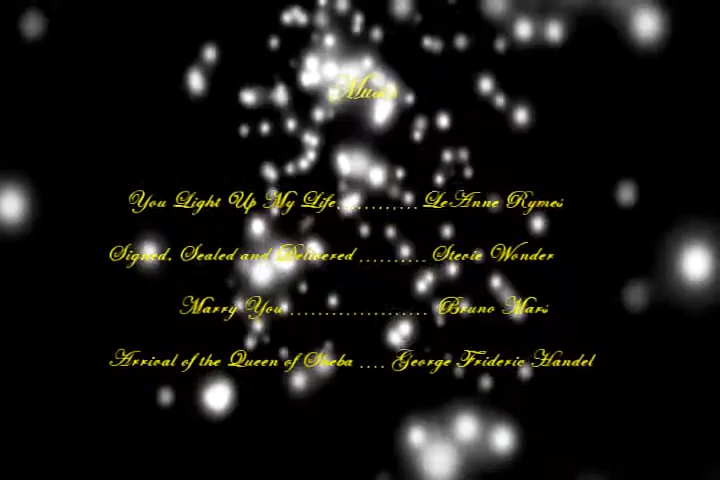 Music
You Light Up My Life............ LeAnne Rymes
Signed, Sealed and Delivered .......... Stevie Wonder
Marry You ..................... Bruno Mars
Arrival of the Queen of Sheba .... George Frideric Handel